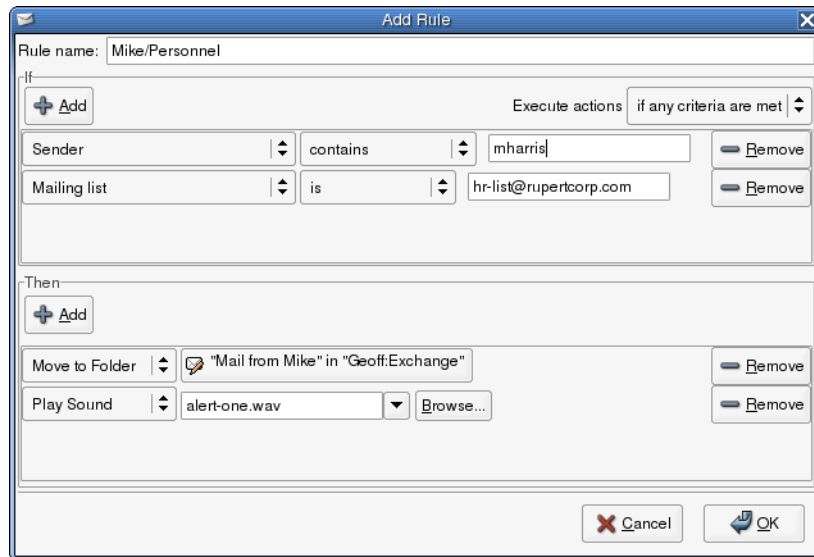 Add Rule
Rule name: Mike/Personnel
If
Add Execute actions if any criteria are met
Sender contains mharris Remove
Mailing list is hr-list@rupertcorp.com Remove
Then
Add
Move to Folder "Mail from Mike" in "Geoff:Exchange" Remove
Play Sound alert-one.wav Browse... Remove
Cancel OK